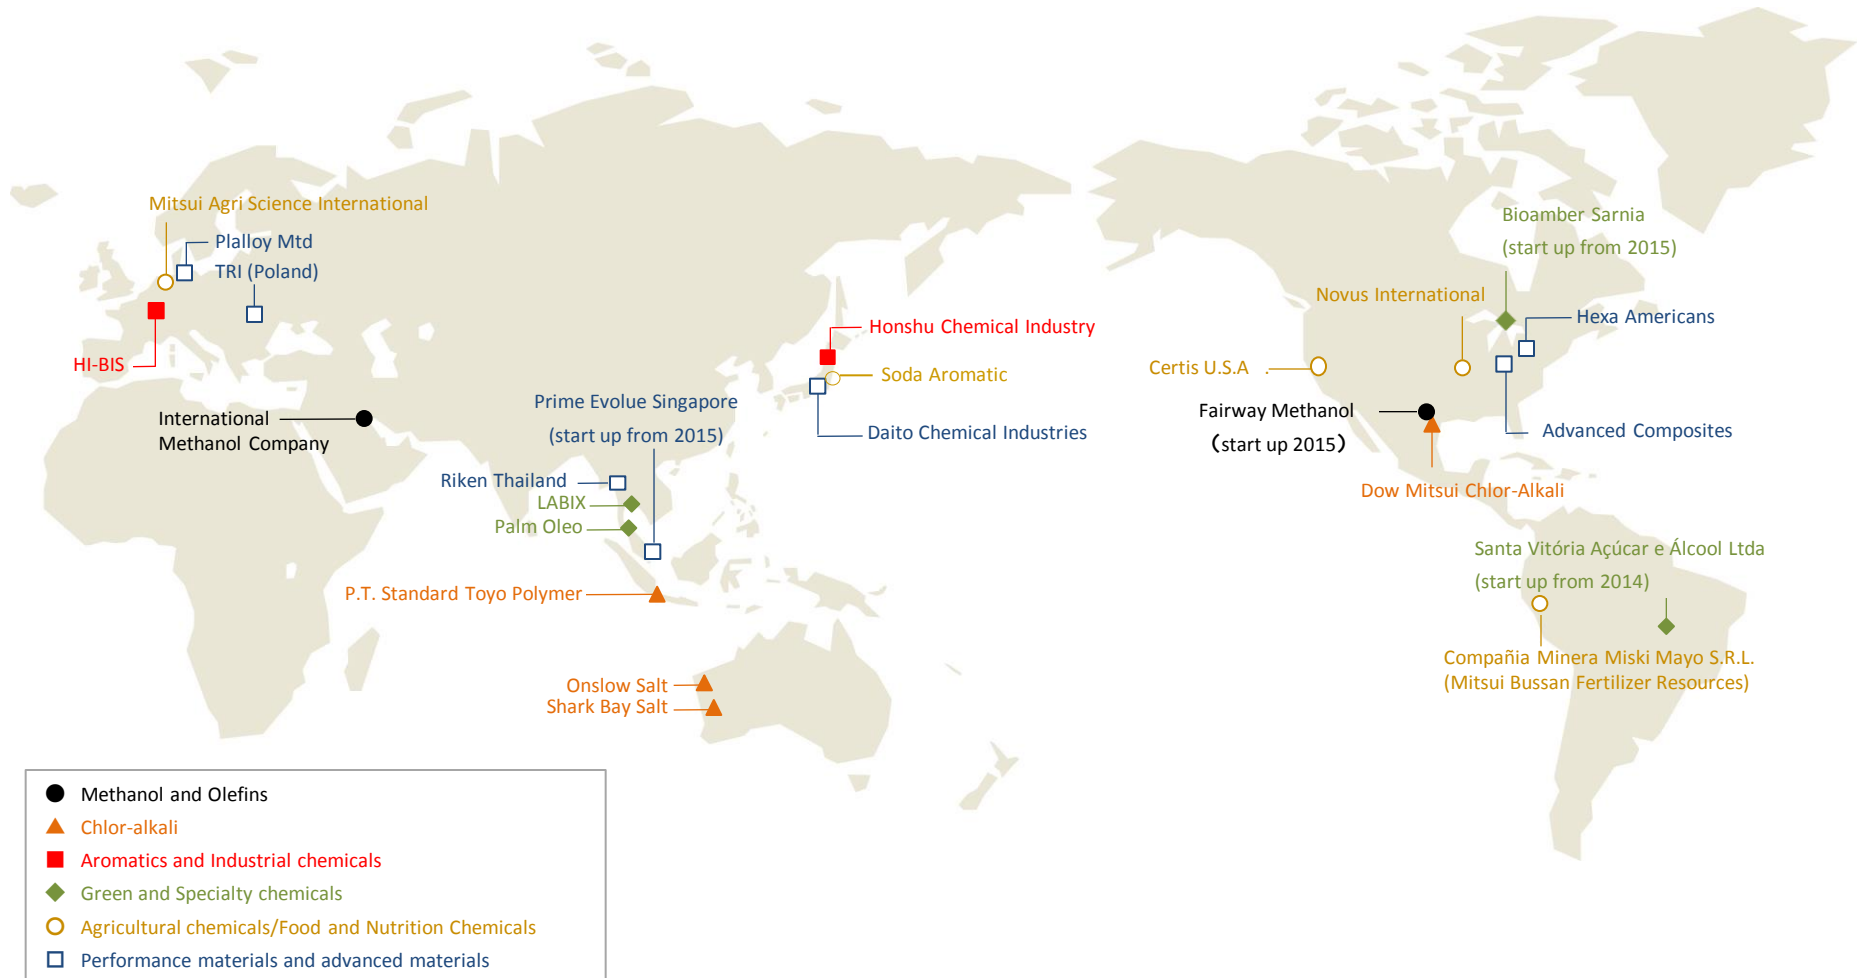 Mitsui Agri Science International
Plalloy Mtd
TRI (Poland)
HI-BIS
International
Methanol Company
Honshu Chemical Industry
Soda Aromatic
Daito Chemical Industries
Prime Evolue Singapore
(start up from 2015)
Riken Thailand
LABIX
Palm Oleo
P.T. Standard Toyo Polymer
Onslow Salt
Shark Bay Salt
Bioamber Sarnia
(start up from 2015)
Novus International
Hexa Americans
Certis U.S.A .
Fairway Methanol
(start up 2015)
Advanced Composites
Dow Mitsui Chlor-Alkali
Santa Vitória Açúcar e Álcool Ltda
(start up from 2014)
Compañia Minera Miski Mayo S.R.L.
(Mitsui Bussan Fertilizer Resources)
Methanol and Olefins
Chlor-alkali
Aromatics and Industrial chemicals
Green and Specialty chemicals
Agricultural chemicals/Food and Nutrition Chemicals
Performance materials and advanced materials